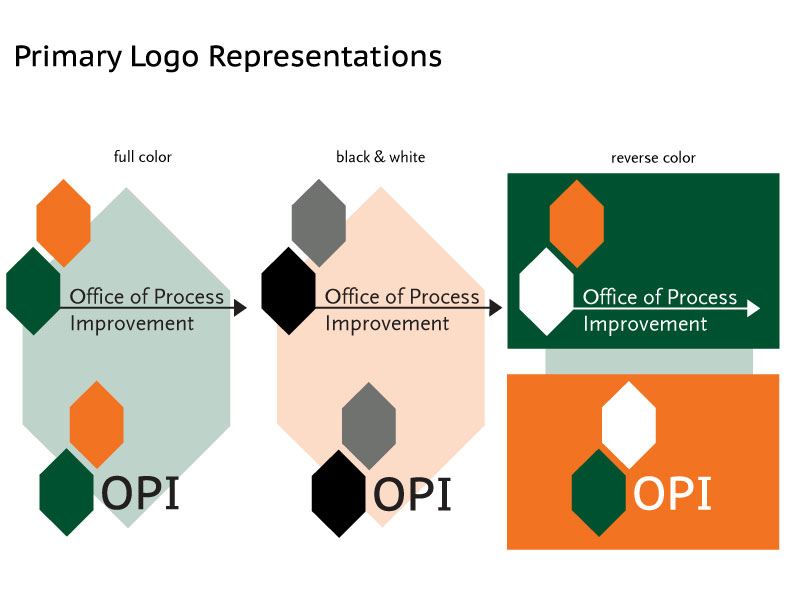 Primary Logo Representations
full color
black & white
reverse color
Office of Process
Improvement
Office of Process
Improvement
Office of Process
Improvement
OPI
OPI
OPI